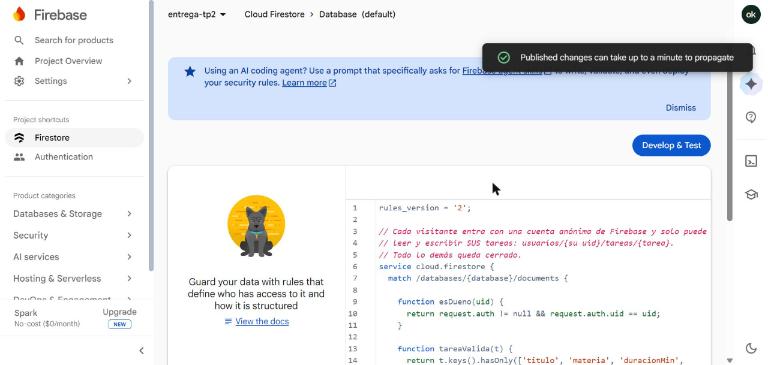 Firebase
Search for products
Project Overview
Settings
Project shortcuts
Firestore
Authentication
Product categories
Databases & Storage
Security
AI services
Hosting & Serverless
Spark
No-cost ($0/month)
Upgrade
NEW
entrega-tp2
Cloud Firestore > Database (default)
ok
Published changes can take up to a minute to propagate
Using an AI coding agent? Use a prompt that specifically asks for
your security rules. Learn more
Dismiss
Develop & Test
Guard your data with rules that
define who has access to it and
how it is structured
View the docs
1 rules_version = '2';
2
3 // Cada visitante entra con una cuenta anónima de Firebase y solo puede
4 // leer y escribir SUS tareas: usuarios/{su uid}/tareas/{tarea}.
5 // Todo lo demás queda cerrado.
6 service cloud.firestore {
7 match /databases/{database}/documents {
8
9 function esDueno(uid) {
10 return request.auth != null && request.auth.uid == uid;
11 }
12
13 function tareaValida(t) {
14 return t.keys().hasOnly(['titulo', 'materia', 'duracionMin',